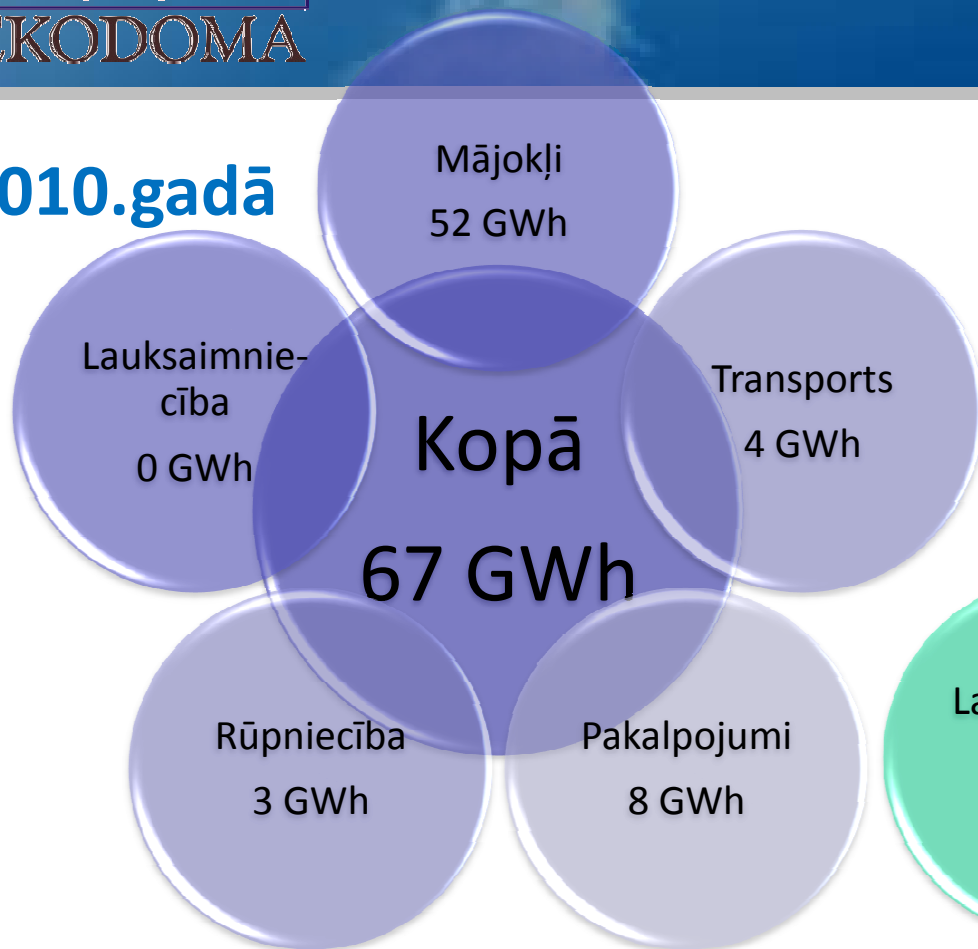 EKODOMA
010.gadā
Mājokļi
52 GWh
Lauksaimnie-
cība
0 GWh
Transports
4 GWh
Kopā
67 GWh
Rūpniecība
3 GWh
Pakalpojumi
8 GWh
La